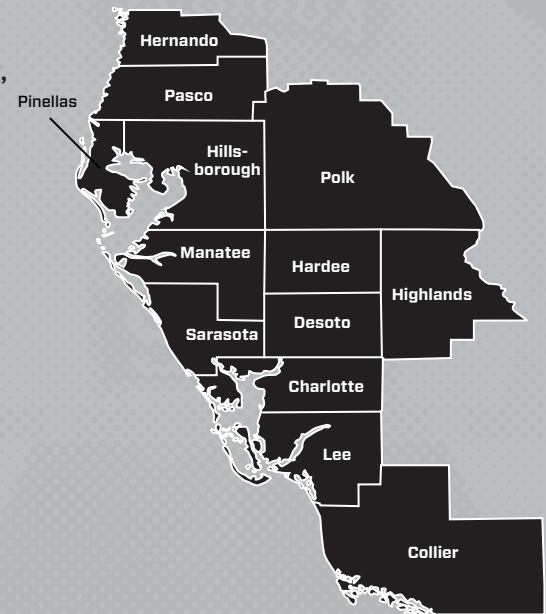 Hernando
,
Pasco
Pinellas
Hills-
borough
Polk
Manatee
Hardee
Highlands
Desoto
Sarasota
Charlotte
Lee
Collier